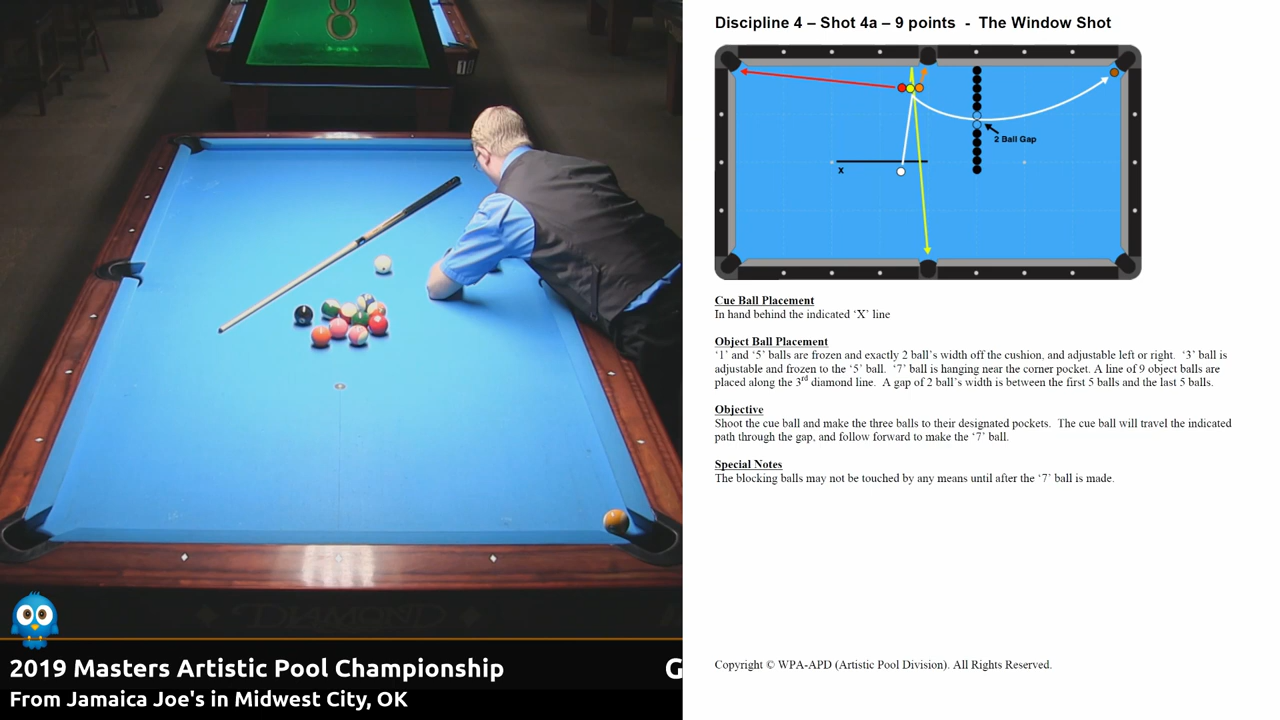 8
Discipline 4 – Shot 4a – 9 points - The Window Shot
2 Ball Gap
X
Cue Ball Placement
In hand behind the indicated ‘X’ line
Object Ball Placement
‘1’ and ‘5’ balls are frozen and exactly 2 ball’s width off the cushion, and adjustable left or right. ‘3’ ball is
adjustable and frozen to the ‘5’ ball. ‘7’ ball is hanging near the corner pocket. A line of 9 object balls are
placed along the 3rd diamond line. A gap of 2 ball’s width is between the first 5 balls and the last 5 balls.
Objective
Shoot the cue ball and make the three balls to their designated pockets. The cue ball will travel the indicated
path through the gap, and follow forward to make the ‘7’ ball.
Special Notes
The blocking balls may not be touched by any means until after the ‘7’ ball is made.
DIAMOND
2019 Masters Artistic Pool Championship
G
From Jamaica Joe's in Midwest City, OK
Copyright © WPA-APD (Artistic Pool Division). All Rights Reserved.